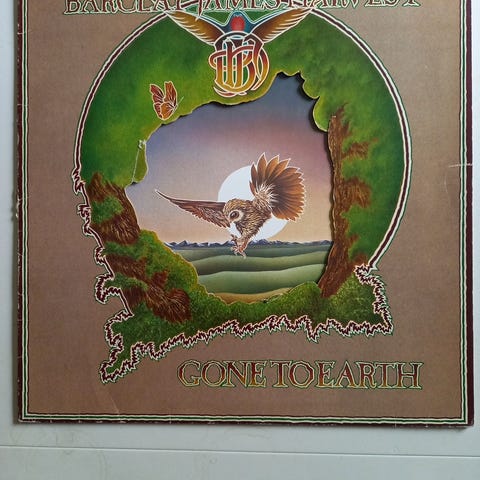 BARCLAY JAMES HARVEST
GONE TO EARTH